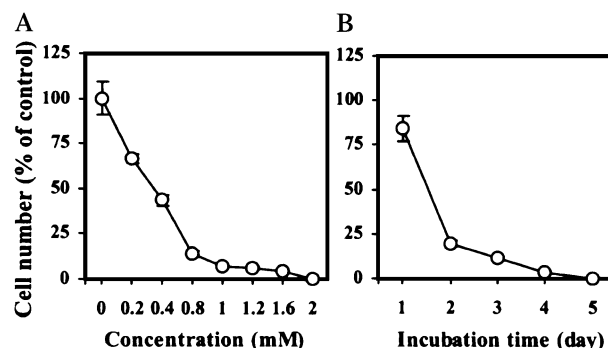 A
B
Cell number (% of control)
125
100
75
50
25
0
0 0.2 0.4 0.8 1 1.2 1.6 2
Concentration (mM)
125
100
75
50
25
0
1 2 3 4 5
Incubation time (day)